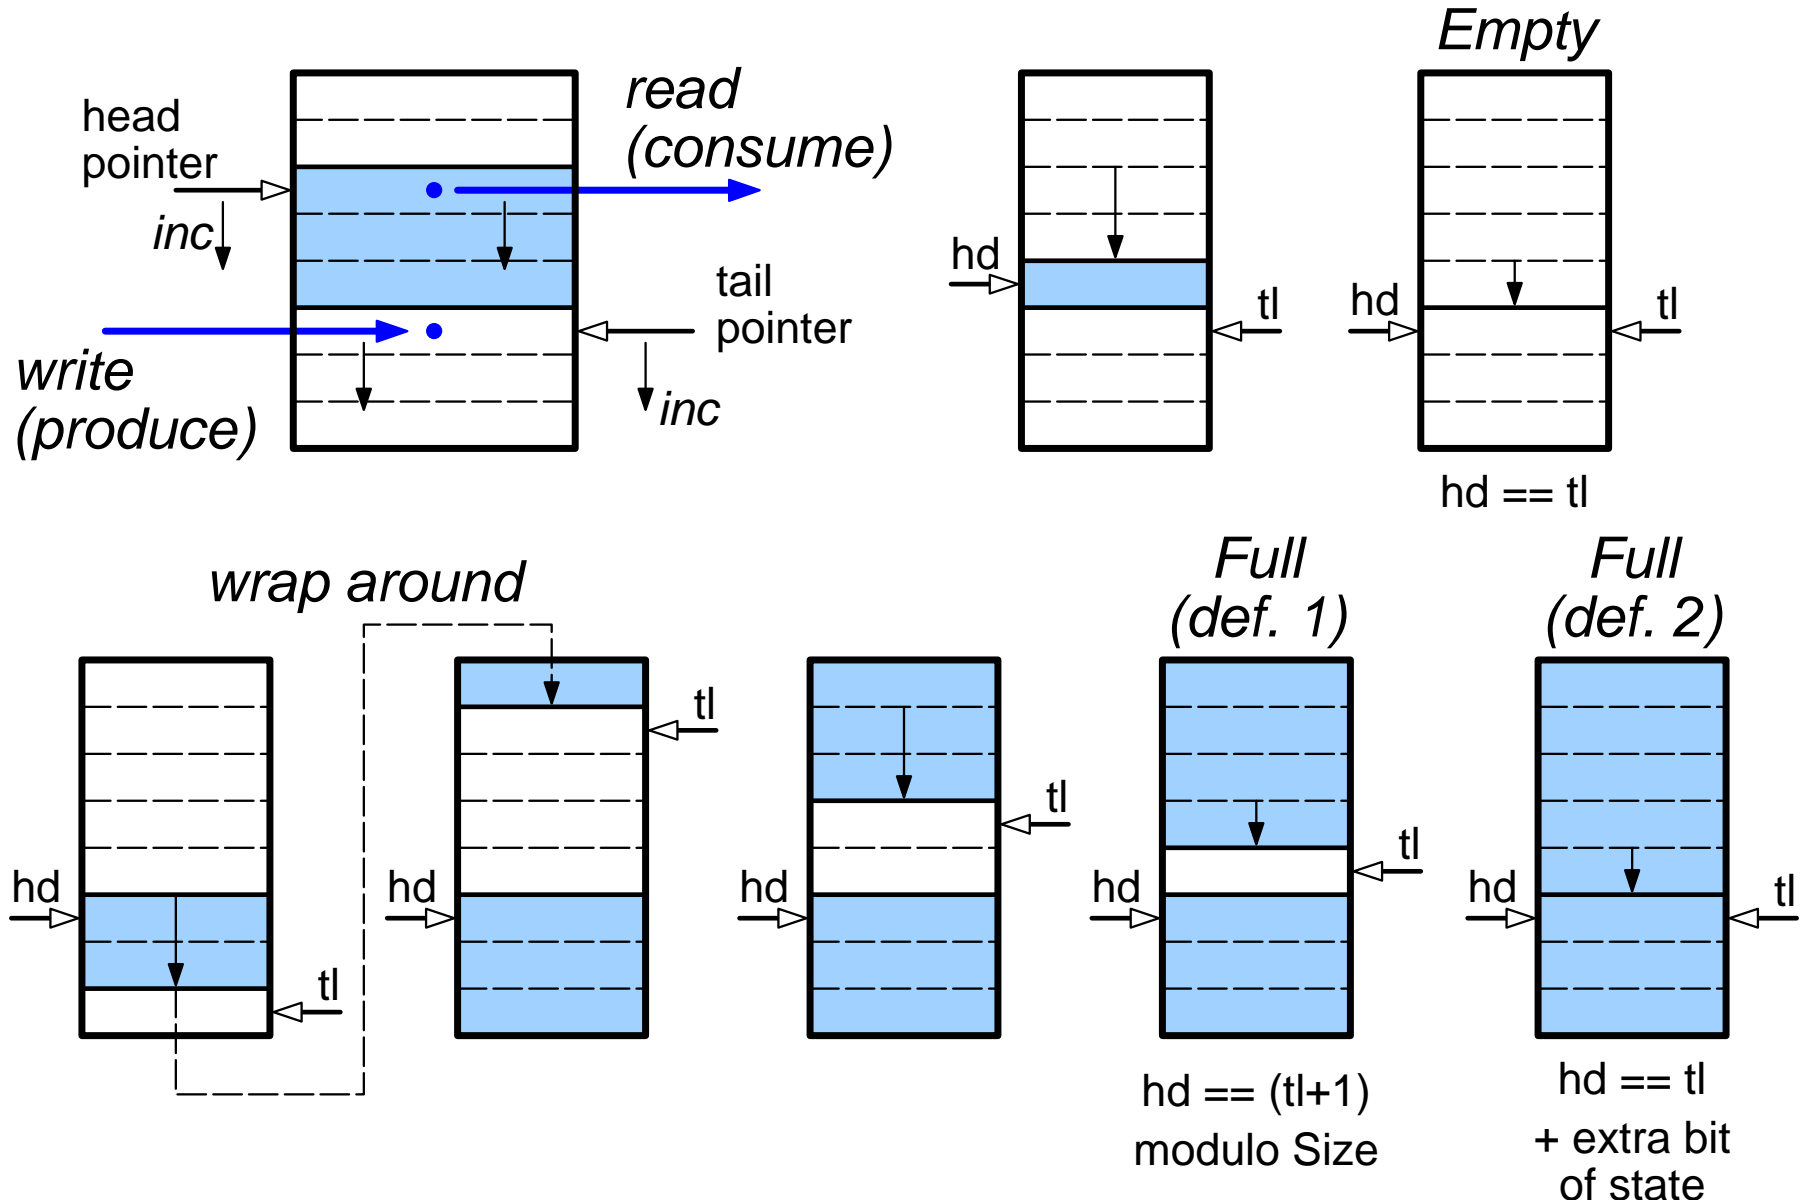 head
pointer
inc
read
(consume)
write
(produce)
tail
pointer
inc
hd
tl
Empty
hd
tl
hd == tl
wrap around
hd
tl
hd
tl
hd
tl
Full
(def. 1)
hd
tl
hd == (tl+1)
modulo Size
Full
(def. 2)
hd
tl
hd == tl
+ extra bit
of state